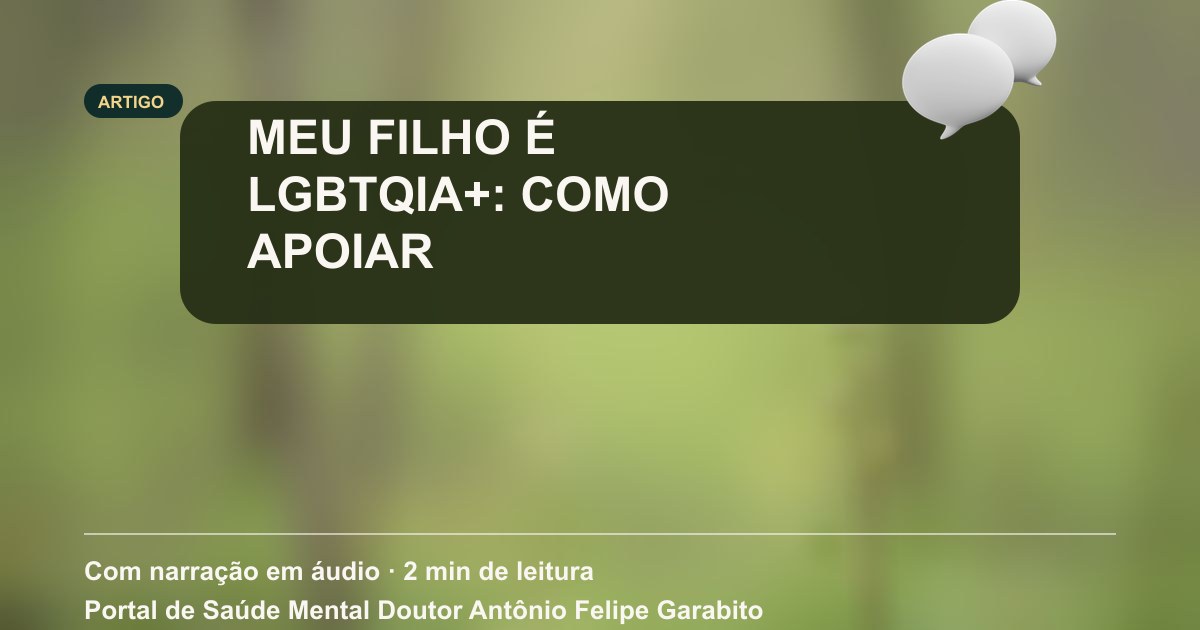 ARTIGO
MEU FILHO É
LGBTQIA+: COMO
APOIAR
Com narração em áudio · 2 min de leitura
Portal de Saúde Mental Doutor Antônio Felipe Garabito